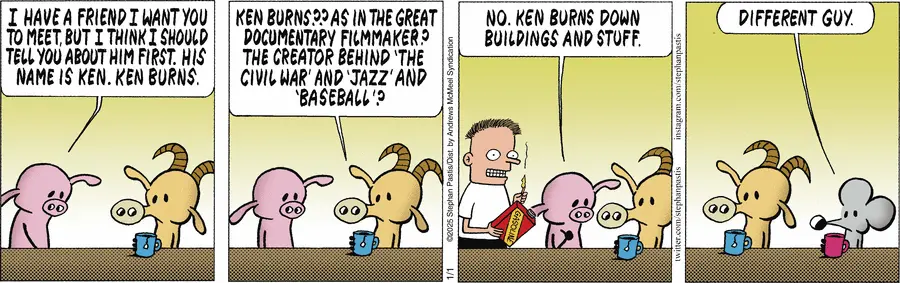 I HAVE A FRIEND I WANT YOU
TO MEET, BUT I THINK I SHOULD
TELL YOU ABOUT HIM FIRST. HIS
NAME IS KEN. KEN BURNS.
KEN BURNS?? AS IN THE GREAT
DOCUMENTARY FILMMAKER?
THE CREATOR BEHIND 'THE
CIVIL WAR' AND 'JAZZ' AND
'BASEBALL'?
©2025 Stephan Pastis/Dist. by Andrews McMeel Syndication
1/1
NO. KEN BURNS DOWN
BUILDINGS AND STUFF.
GASOLINE
twitter.com/stephanpastis
instagram.com/stephanpastis
DIFFERENT GUY.